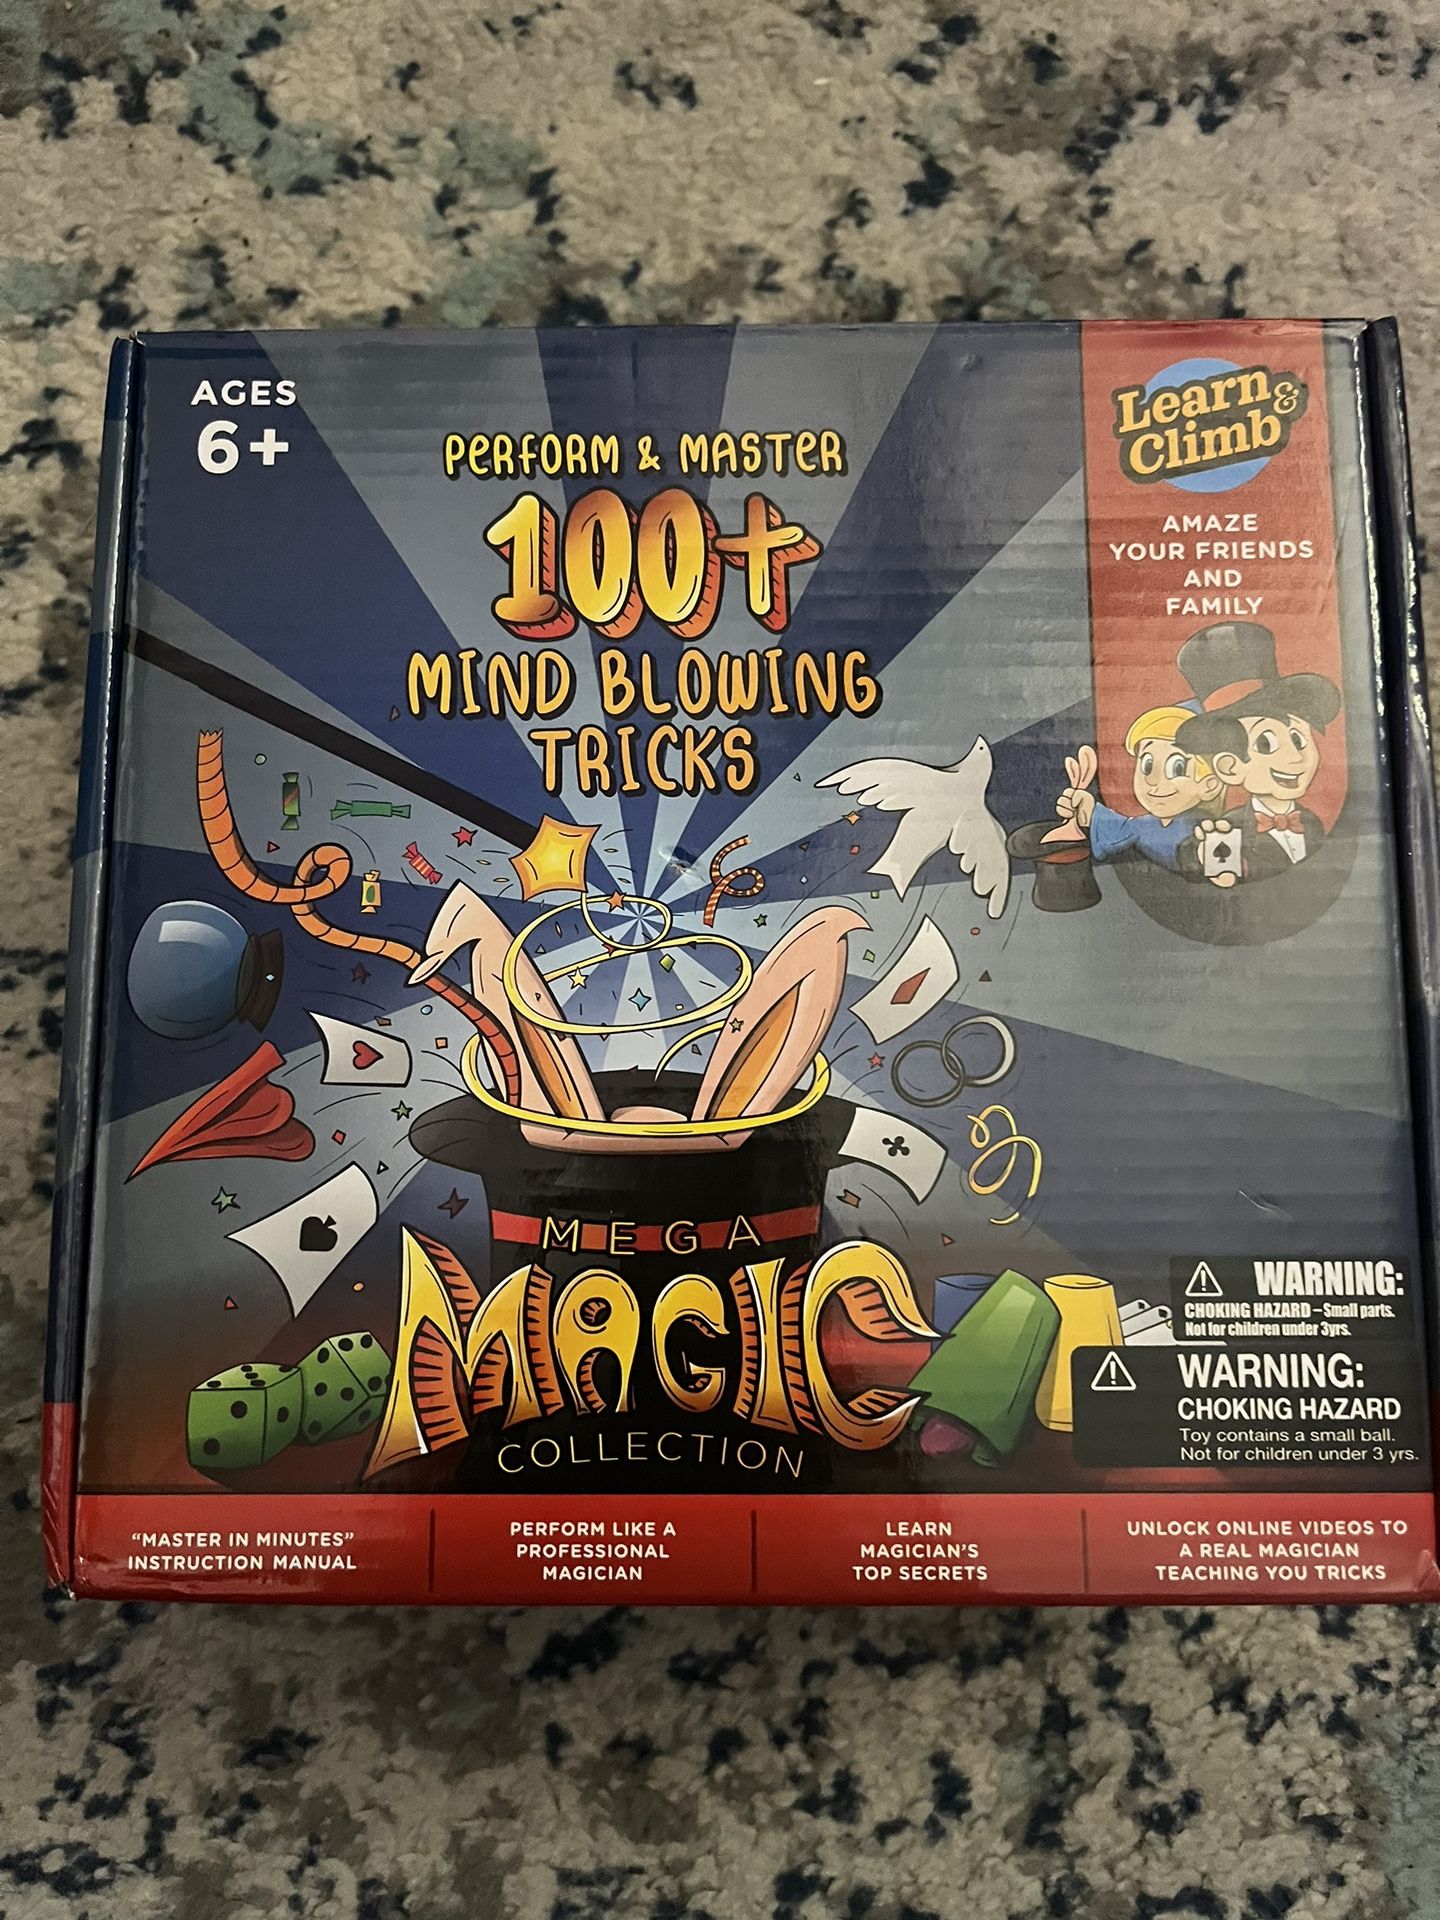 AGES
6+
PERFORM & MASTER
100+
MIND BLOWING
TRICKS
Learn &
Climb
AMAZE
YOUR FRIENDS
AND
FAMILY
MEGA
MAGIC
COLLECTION
WARNING:
CHOKING HAZARD – Small parts.
Not for children under 3yrs.
WARNING:
CHOKING HAZARD
Toy contains a small ball.
Not for children under 3 yrs.
"MASTER IN MINUTES"
INSTRUCTION MANUAL
PERFORM LIKE A
PROFESSIONAL
MAGICIAN
LEARN
MAGICIAN'S
TOP SECRETS
UNLOCK ONLINE VIDEOS TO
A REAL MAGICIAN
TEACHING YOU TRICKS